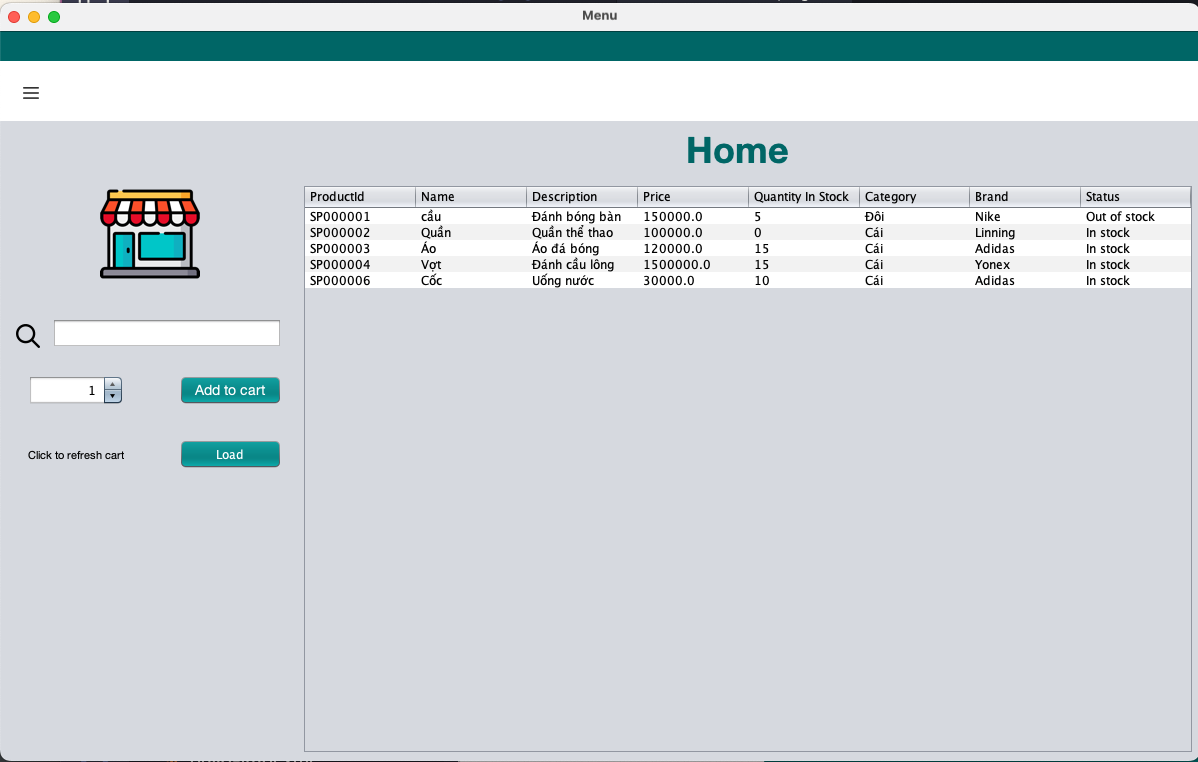 Menu
Home
ProductId Name Description Price Quantity In Stock Category Brand Status
SP000001 cầu Đánh bóng bàn 150000.0 5 Đôi Nike Out of stock
SP000002 Quần Quần thể thao 100000.0 0 Cái Linning In stock
SP000003 Áo Áo đá bóng 120000.0 15 Cái Adidas In stock
SP000004 Vợt Đánh cầu lông 1500000.0 15 Cái Yonex In stock
SP000006 Cốc Uống nước 30000.0 10 Cái Adidas In stock
1 Add to cart
Click to refresh cart Load